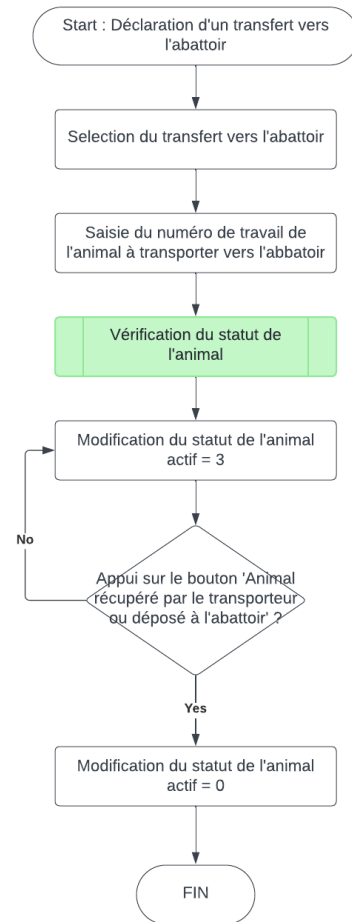 Start : Déclaration d'un transfert vers
l'abattoir
Selection du transfert vers l'abattoir
Saisie du numéro de travail de
l'animal à transporter vers l'abbatoir
Vérification du statut de
l'animal
Modification du statut de l'animal
actif = 3
No
Appui sur le bouton 'Animal
récupéré par le transporteur
ou déposé à l'abattoir' ?
Yes
Modification du statut de l'animal
actif = 0
FIN